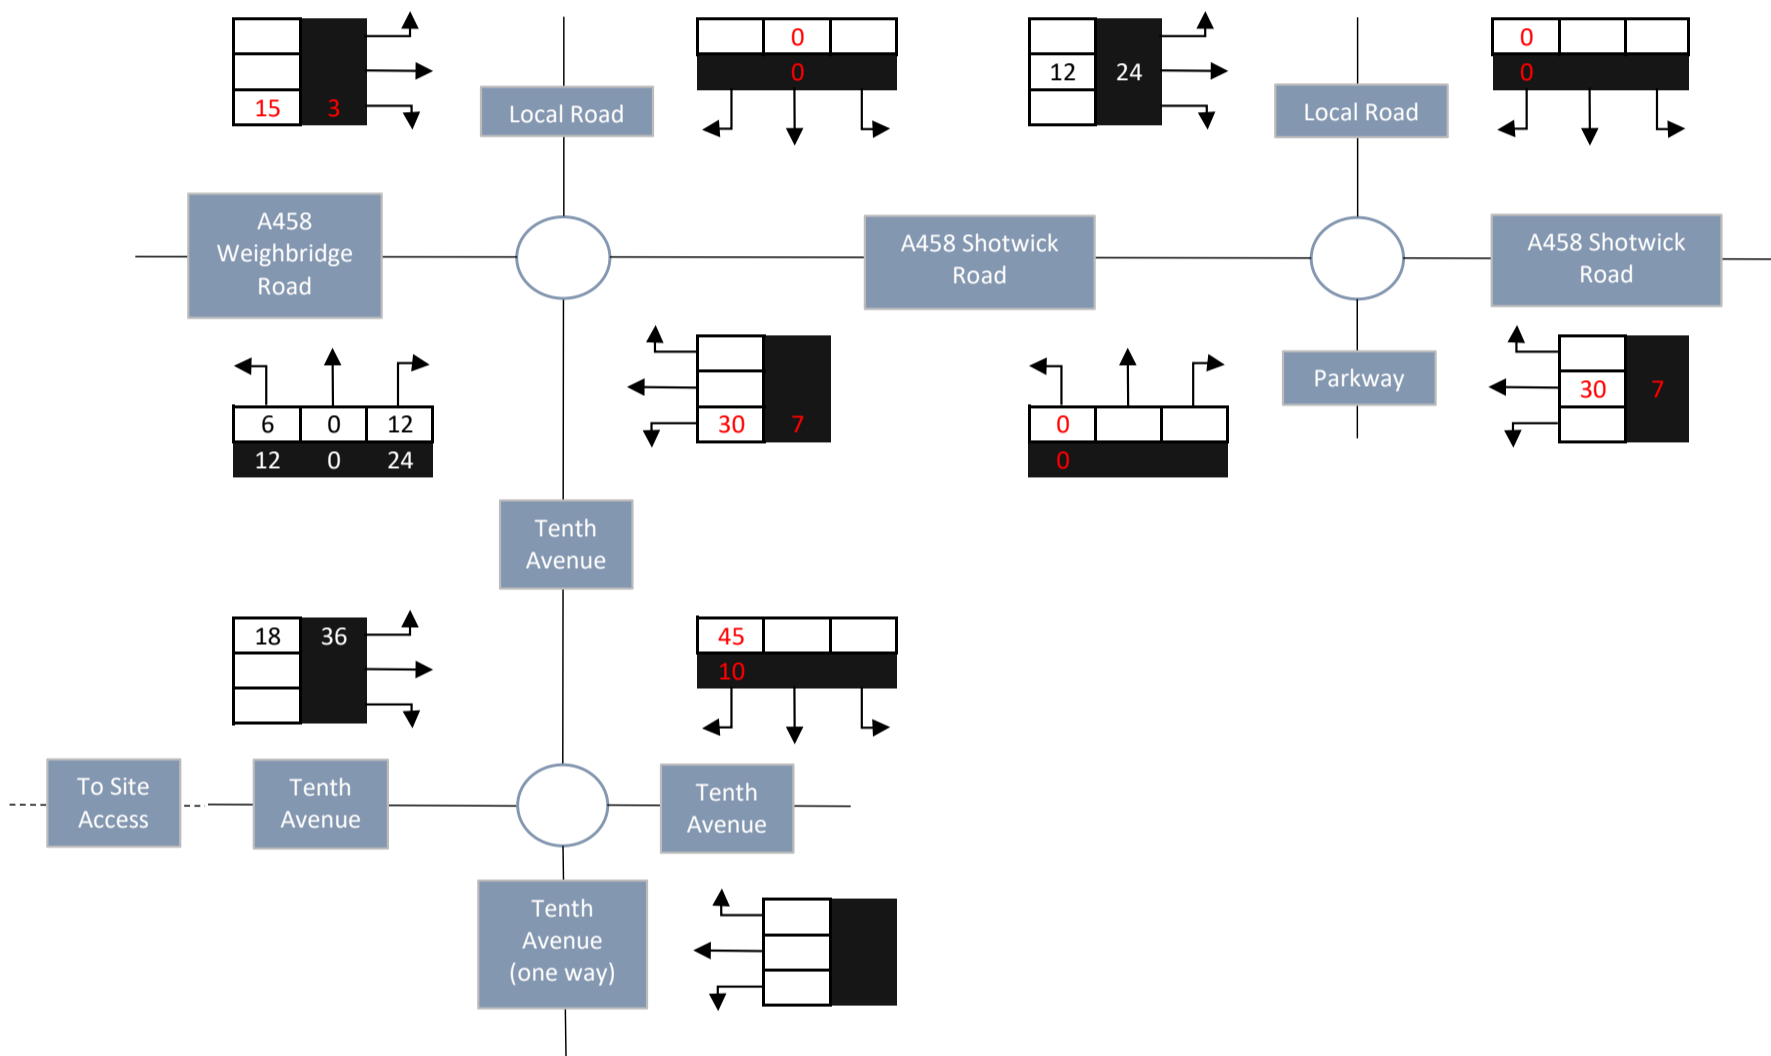 0
0
12 24
0
0
15 3
Local Road
Local Road
A458
Weighbridge
Road
A458 Shotwick
Road
A458 Shotwick
Road
Parkway
30 7
30 7
6 0 12
12 0 24
0
0
Tenth
Avenue
18 36
45
10
To Site
Access
Tenth
Avenue
Tenth
Avenue
Tenth
Avenue
(one way)